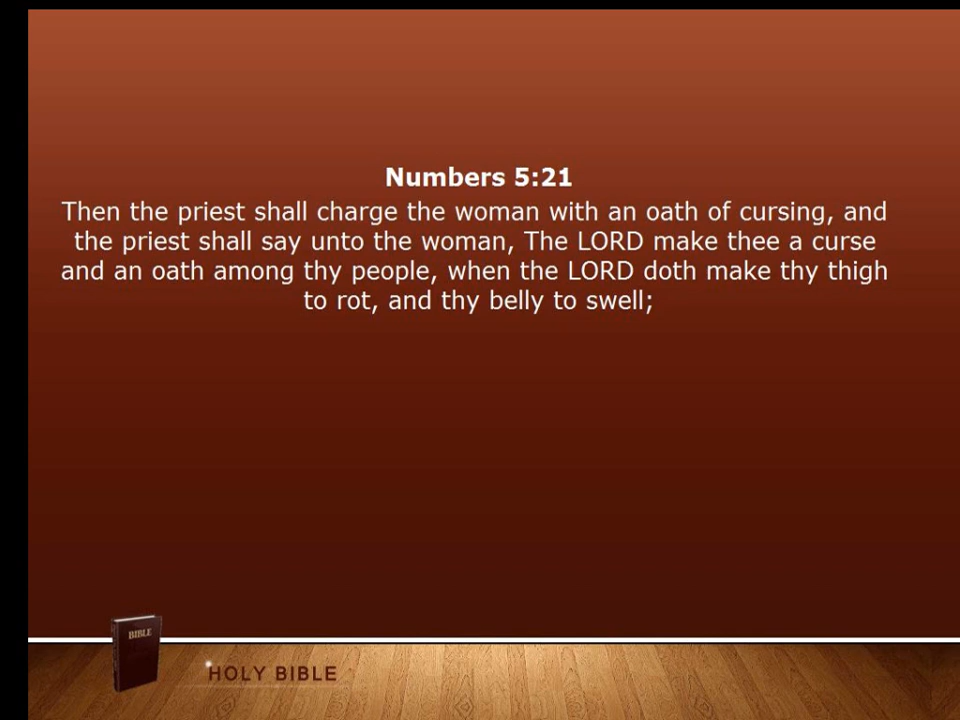 Numbers 5:21
Then the priest shall charge the woman with an oath of cursing, and
the priest shall say unto the woman, The LORD make thee a curse
and an oath among thy people, when the LORD doth make thy thigh
to rot, and thy belly to swell;
BIBLE
HOLY BIBLE